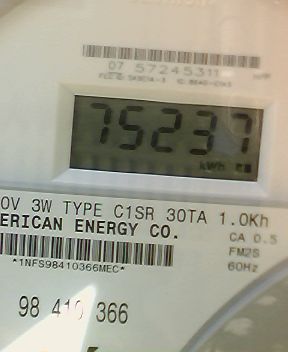 07 57245311
75237
kWh
0V 3W TYPE C1SR 30TA 1.0Kh
ERICAN ENERGY CO.
CA 0.5
FM2S
*1NFS98410366MEC*
60Hz
98 410 366